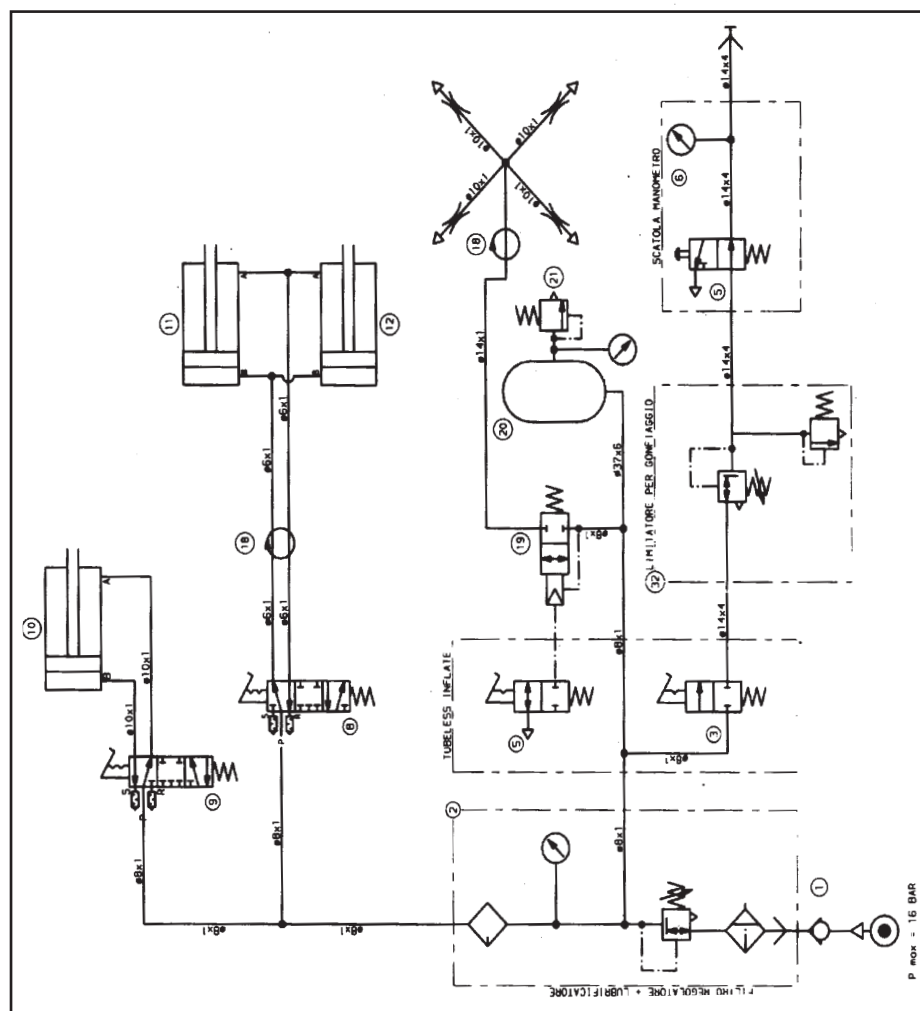 ø14x4
6
SCATOLA MANOMETRO
ø14x4
5
ø14x4
ø10x1
ø10x1
ø10x1
ø10x1
18
21
20
ø14x1
ø37x6
19
ø8x1
LIMITATORE PER GONFIAGGIO
32
ø14x4
11
A
B
12
A
B
ø6x1
ø6x1
18
ø6x1
ø6x1
10
A
B
ø10x1
ø10x1
S
R
P
9
S
R
P
8
TUBELESS INFLATE
5
ø8x1
3
ø8x1
ø8x1
ø8x1
ø8x1
ø8x1
2
ø8x1
FILTRO REGOLATORE + LUBRIFICATORE
1
P max = 16 BAR